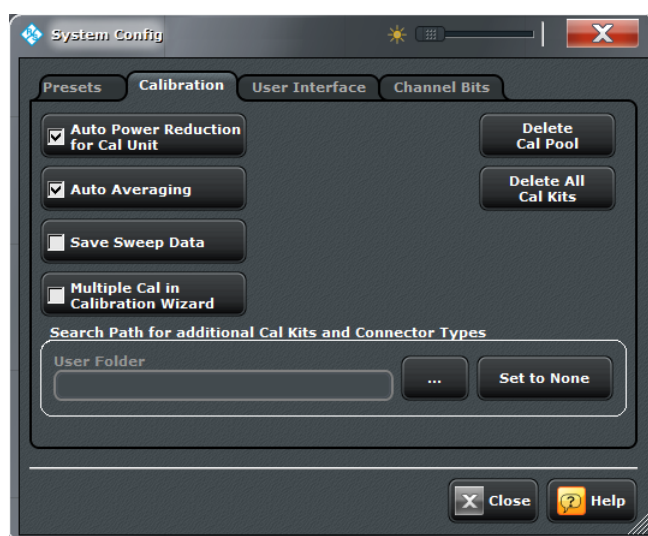 System Config
X
Presets Calibration User Interface Channel Bits
Auto Power Reduction
for Cal Unit
Delete
Cal Pool
Auto Averaging
Delete All
Cal Kits
Save Sweep Data
Multiple Cal in
Calibration Wizard
Search Path for additional Cal Kits and Connector Types
User Folder
... Set to None
X Close ? Help